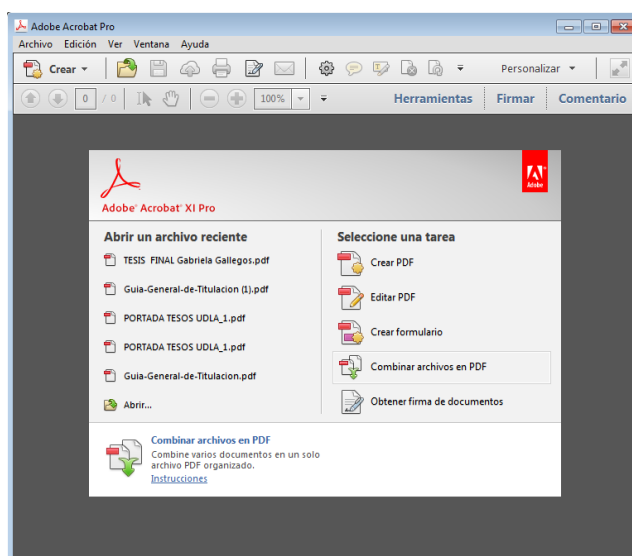 Adobe Acrobat Pro
Archivo Edición Ver Ventana Ayuda
Crear Personalizar
0 / 0 100% Herramientas Firmar Comentario
Adobe
Adobe® Acrobat® XI Pro
Abrir un archivo reciente
TESIS FINAL Gabriela Gallegos.pdf
Guia-General-de-Titulacion (1).pdf
PORTADA TESOS UDLA_1.pdf
PORTADA TESOS UDLA_1.pdf
Guia-General-de-Titulacion.pdf
Abrir...
Seleccione una tarea
Crear PDF
Editar PDF
Crear formulario
Combinar archivos en PDF
Obtener firma de documentos
Combinar archivos en PDF
Combine varios documentos en un solo
archivo PDF organizado.
Instrucciones